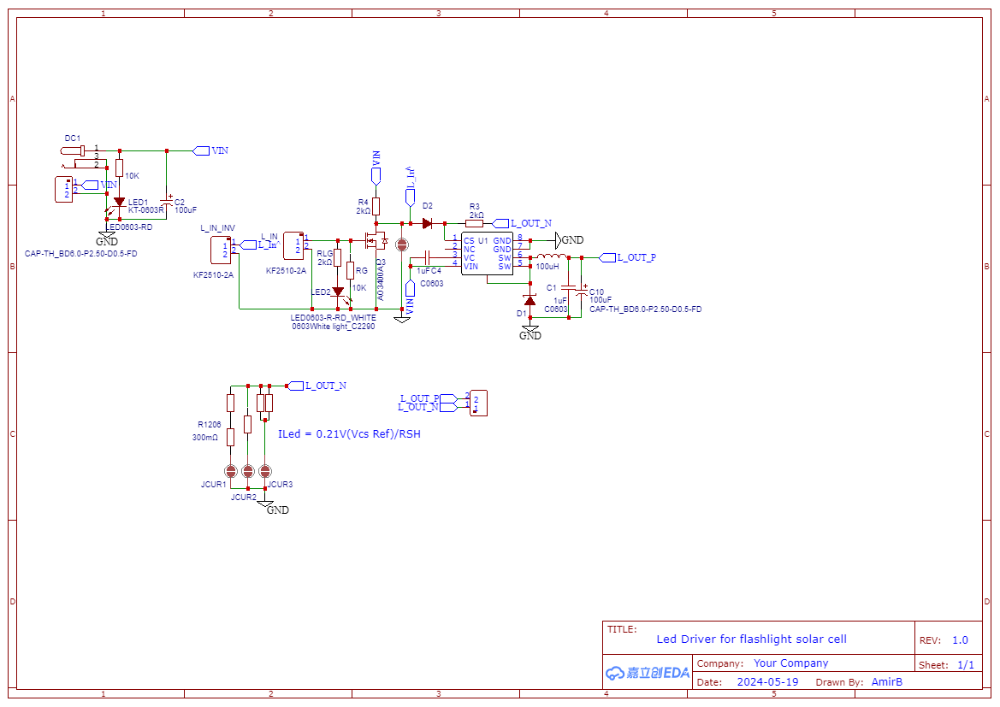 1 2 3 4 5
A A
DC1
1
3
2
VIN
10K
1 1 VIN
2 2
LED1
KT-0603R
C2
100uF
LED0603-RD
GND
CAP-TH_BD6.0-P2.50-D0.5-FD
VIN
L_In^
R4
2kΩ
D2
R3
2kΩ
L_OUT_N
L_IN_INV
1 1 L_In^
2 2
KF2510-2A
L_IN
1 1
2 2
KF2510-2A
RLG
2kΩ
RG
10K
LED2
Q3
AO3400A
LED0603-R-RD_WHITE
0603White light_C2290
1 CS U1 GND 8
2 NC GND 7
3 VC SW 6
4 VIN SW 5
GND
1uF C4
C0603
VIN
100uH
L_OUT_P
C1
1uF
C0603
C10
100uF
CAP-TH_BD6.0-P2.50-D0.5-FD
D1
GND
B B
L_OUT_N
R1206
300mΩ
ILed = 0.21V(Vcs Ref)/RSH
JCUR1
JCUR2
JCUR3
GND
L_OUT_P 2 2
L_OUT_N 1 1
C C
D D
TITLE:
Led Driver for flashlight solar cell
REV: 1.0
嘉立创EDA
Company: Your Company
Sheet: 1/1
Date: 2024-05-19 Drawn By: AmirB
1 2 3 4 5